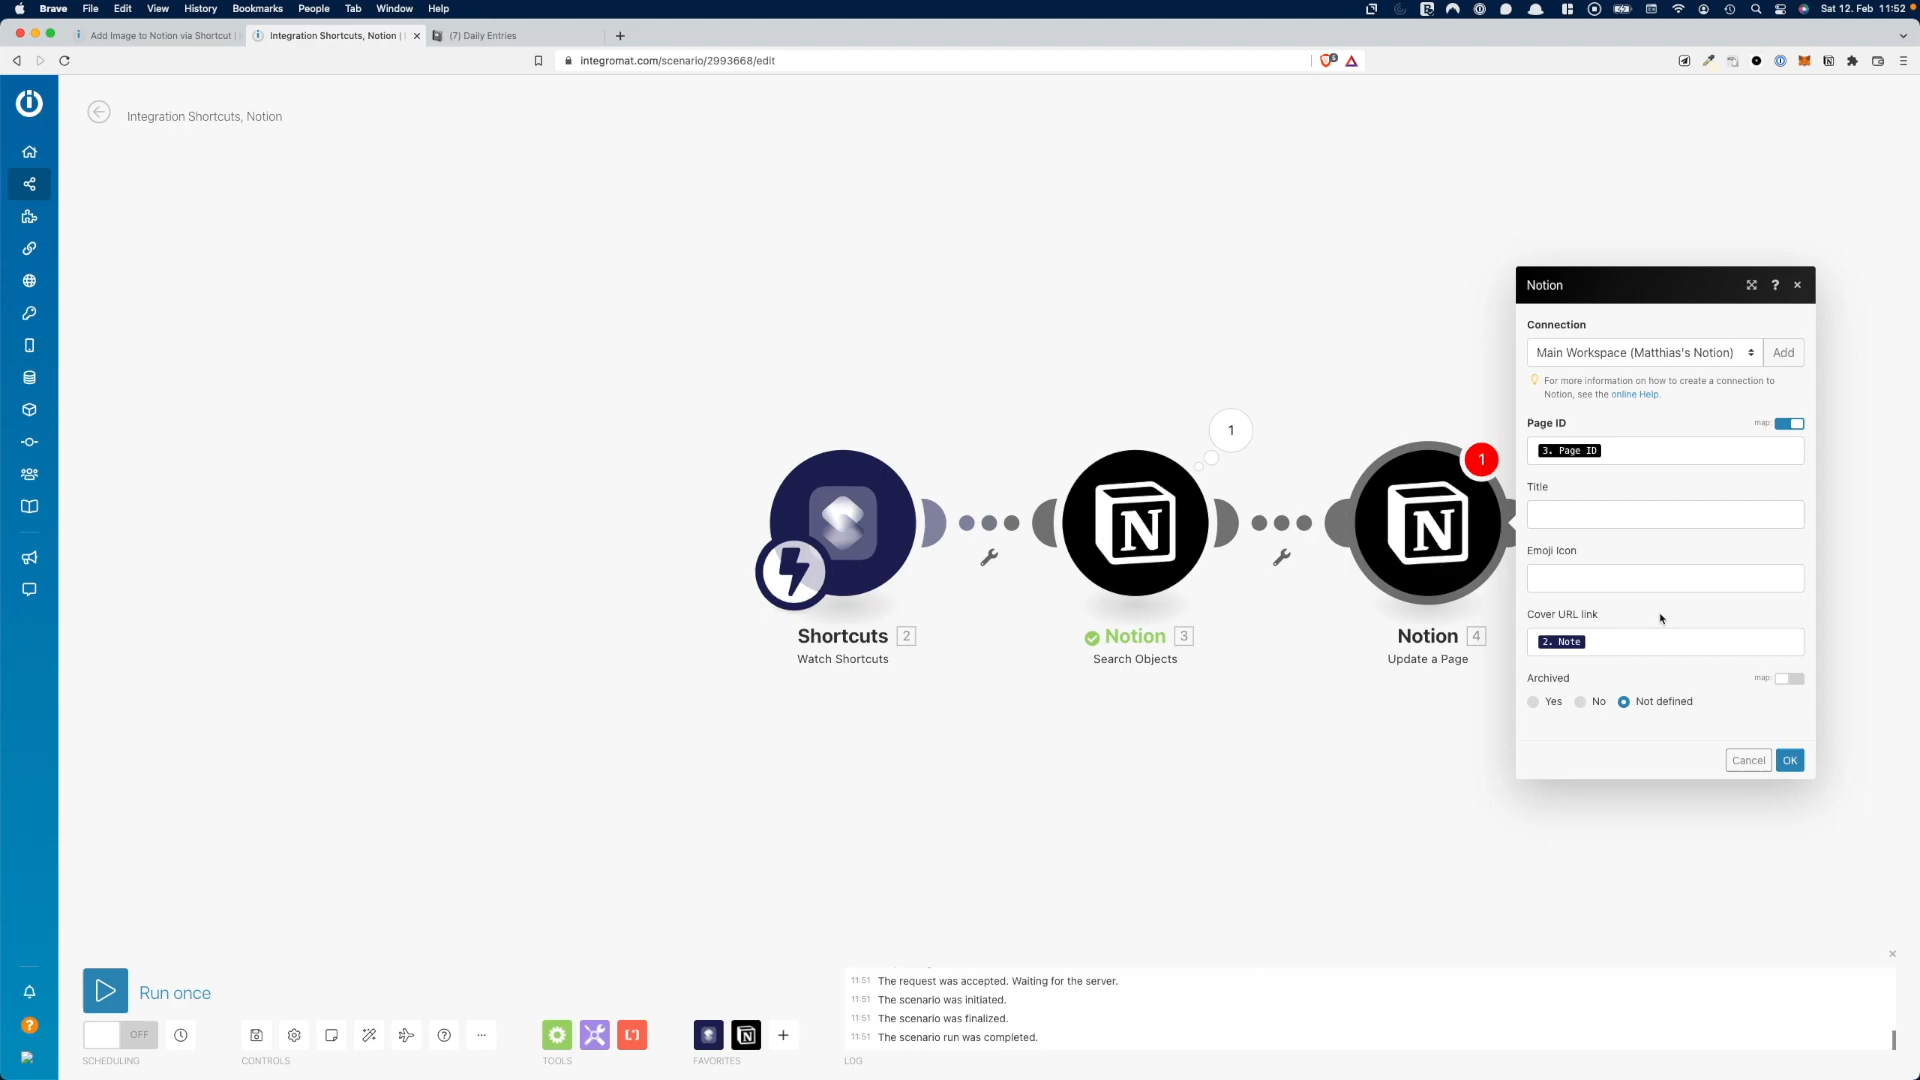 Brave File Edit View History Bookmarks People Tab Window Help Sat 12. Feb 11:52
Add Image to Notion via Shortcut |
Integration Shortcuts, Notion |
(7) Daily Entries
integromat.com/scenario/2993668/edit
Integration Shortcuts, Notion
Notion
Connection
Main Workspace (Matthias's Notion)
Add
For more information on how to create a connection to
Notion, see the online Help.
Page ID
map:
3. Page ID
Title
Emoji Icon
Cover URL link
2. Note
Archived
map:
Yes
No
Not defined
Cancel
OK
1
1
Shortcuts 2
Watch Shortcuts
Notion 3
Search Objects
Notion 4
Update a Page
Run once
OFF
SCHEDULING
CONTROLS
TOOLS
FAVORITES
LOG
11:51 The request was accepted. Waiting for the server.
11:51 The scenario was initiated.
11:51 The scenario was finalized.
11:51 The scenario run was completed.